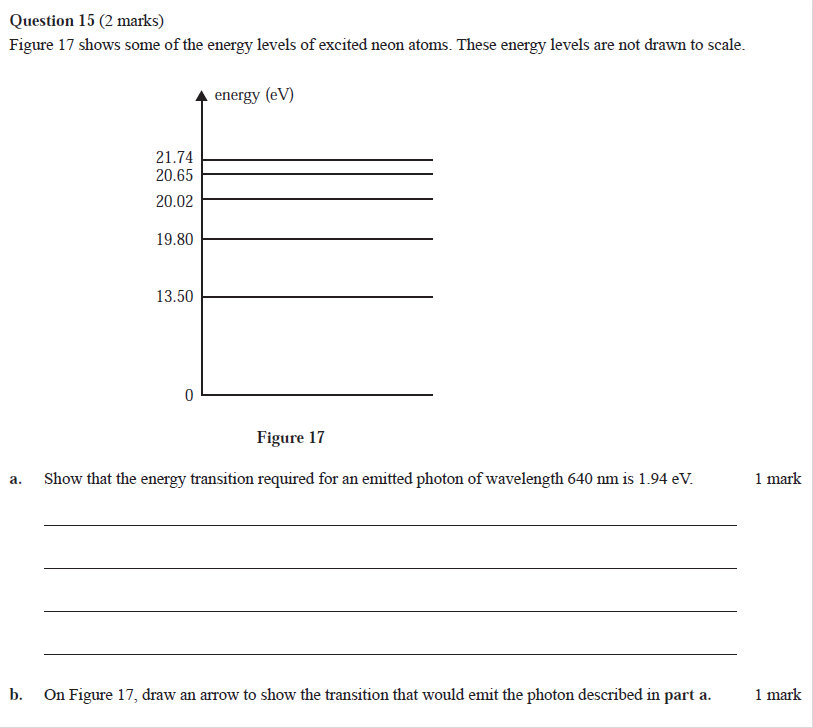 Question 15 (2 marks)
Figure 17 shows some of the energy levels of excited neon atoms. These energy levels are not drawn to scale.
energy (eV)
21.74
20.65
20.02
19.80
13.50
0
Figure 17
a. Show that the energy transition required for an emitted photon of wavelength 640 nm is 1.94 eV. 1 mark
b. On Figure 17, draw an arrow to show the transition that would emit the photon described in part a. 1 mark